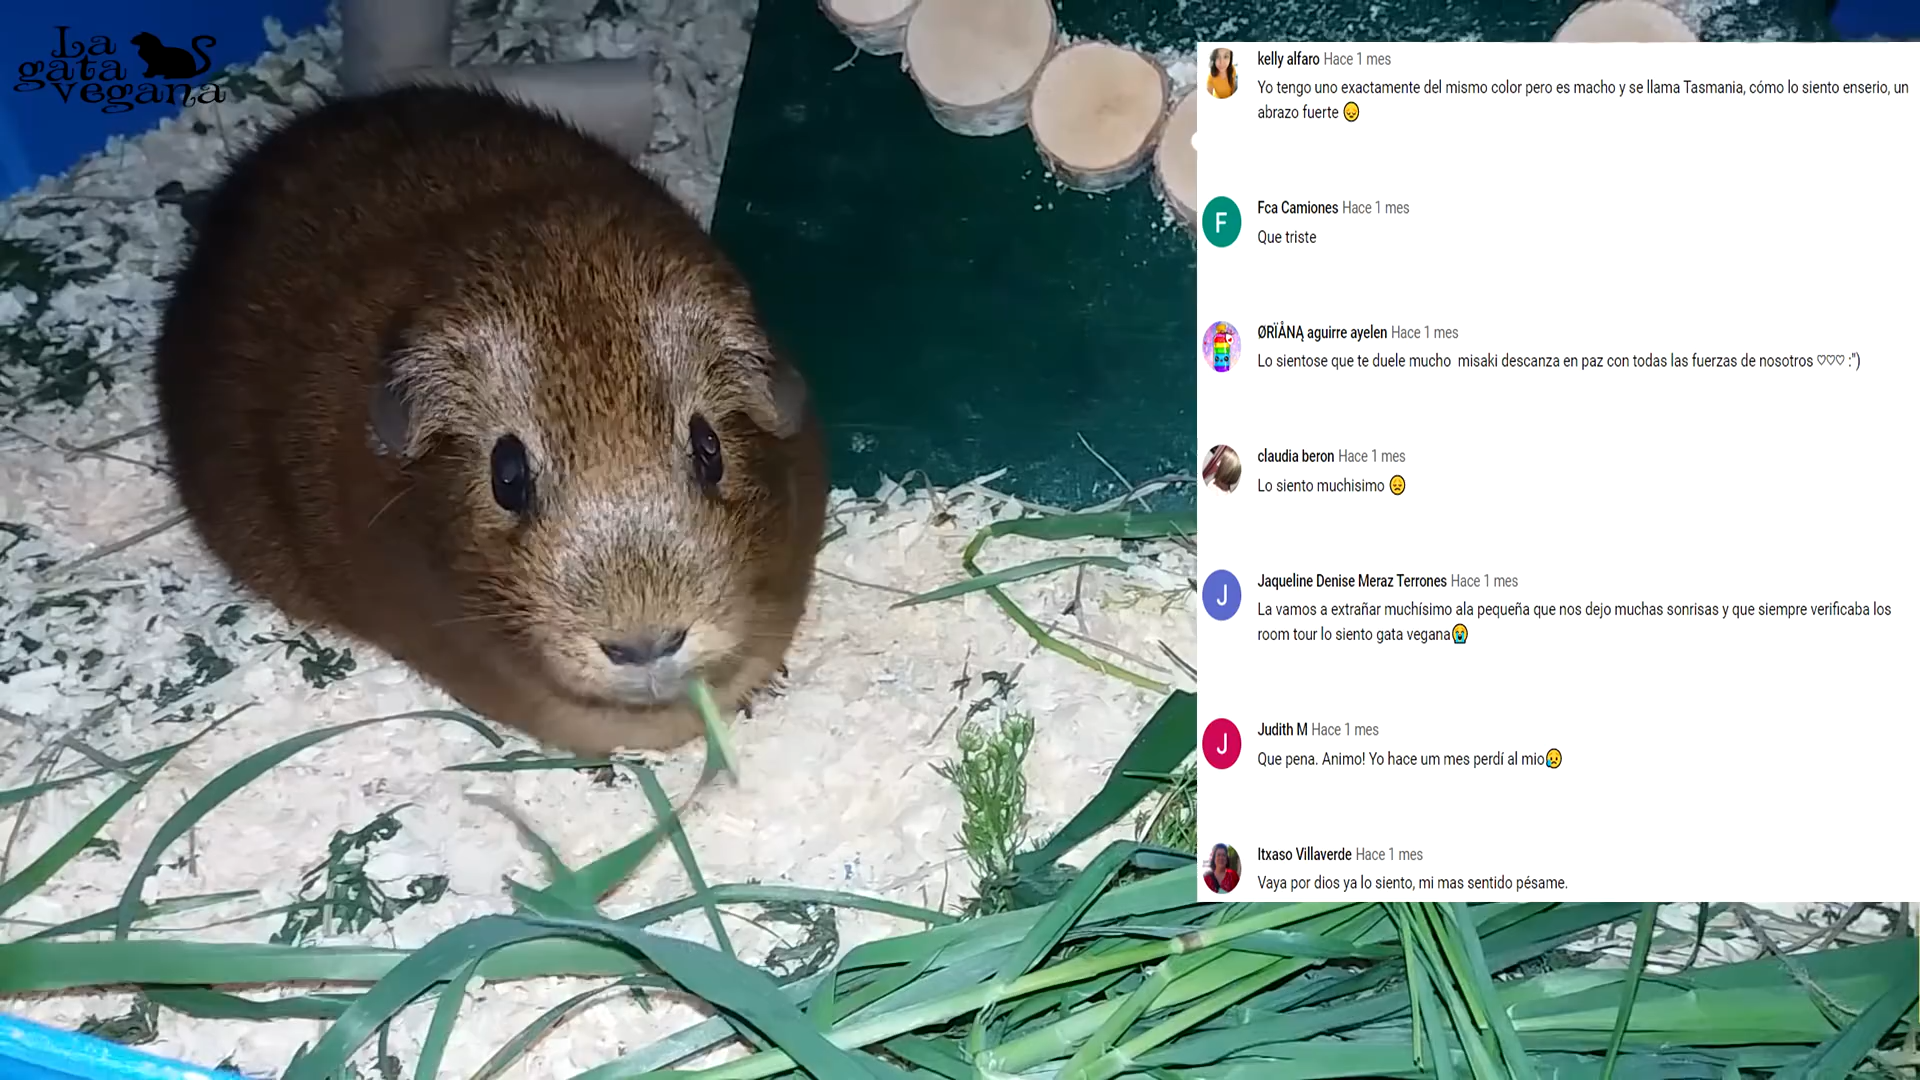 La
gata
vegana
kelly alfaro Hace 1 mes
Yo tengo uno exactamente del mismo color pero es macho y se llama Tasmania, cómo lo siento enserio, un
abrazo fuerte 😔
F
Fca Camiones Hace 1 mes
Que triste
ØRÏÅNĄ aguirre ayelen Hace 1 mes
Lo sientose que te duele mucho misaki descanza en paz con todas las fuerzas de nosotros ♡♡♡ :")
claudia beron Hace 1 mes
Lo siento muchisimo 😔
J
Jaqueline Denise Meraz Terrones Hace 1 mes
La vamos a extrañar muchísimo ala pequeña que nos dejo muchas sonrisas y que siempre verificaba los
room tour lo siento gata vegana😭
J
Judith M Hace 1 mes
Que pena. Animo! Yo hace um mes perdí al mio😥
Itxaso Villaverde Hace 1 mes
Vaya por dios ya lo siento, mi mas sentido pésame.